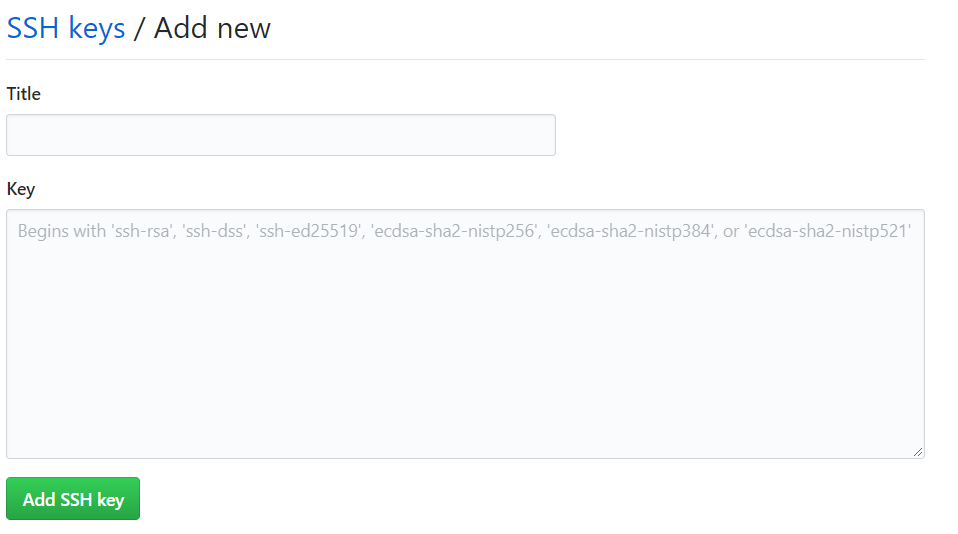 SSH keys / Add new
Title
Key
Begins with 'ssh-rsa', 'ssh-dss', 'ssh-ed25519', 'ecdsa-sha2-nistp256', 'ecdsa-sha2-nistp384', or 'ecdsa-sha2-nistp521'
Add SSH key